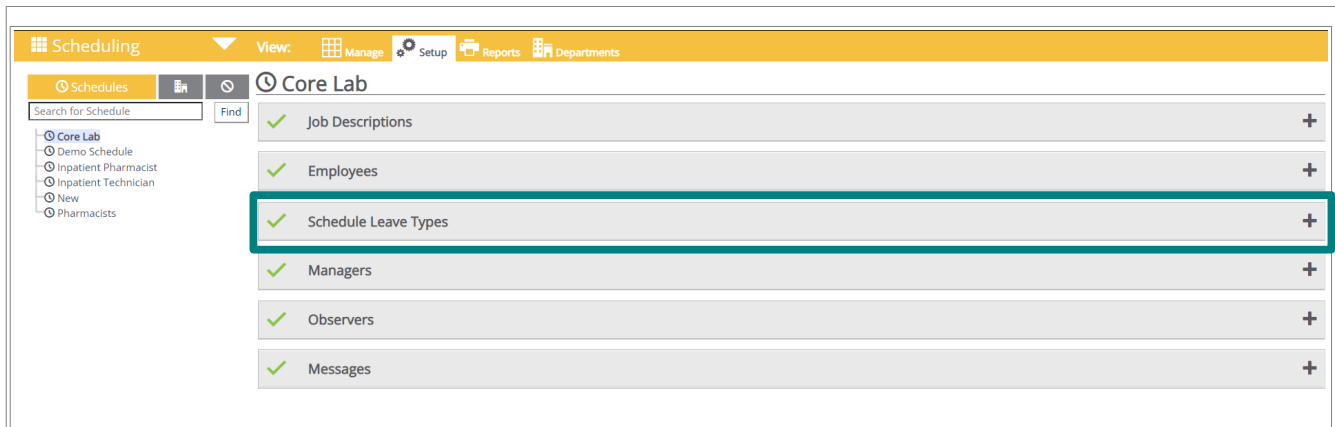 Scheduling
View: Manage Setup Reports Departments
Schedules
Search for Schedule Find
Core Lab
Demo Schedule
Inpatient Pharmacist
Inpatient Technician
New
Pharmacists
Core Lab
Job Descriptions
Employees
Schedule Leave Types
Managers
Observers
Messages